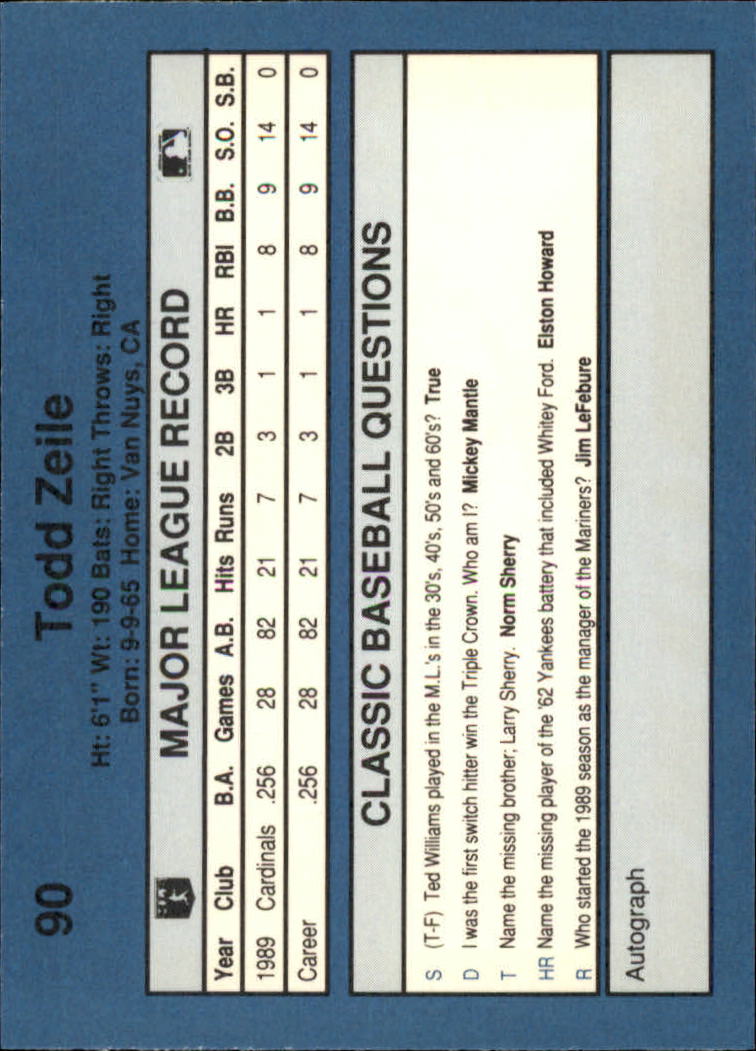 90 Todd Zeile
Ht: 6'1" Wt: 190 Bats: Right Throws: Right
Born: 9-9-65 Home: Van Nuys, CA
MAJOR LEAGUE RECORD
Year Club B.A. Games A.B. Hits Runs 2B 3B HR RBI B.B. S.O. S.B.
1989 Cardinals .256 28 82 21 7 3 1 1 8 9 14 0
Career .256 28 82 21 7 3 1 1 8 9 14 0
CLASSIC BASEBALL QUESTIONS
S (T-F) Ted Williams played in the M.L.'s in the 30's, 40's, 50's and 60's? True
D I was the first switch hitter win the Triple Crown. Who am I? Mickey Mantle
T Name the missing brother; Larry Sherry. Norm Sherry
HR Name the missing player of the '62 Yankees battery that included Whitey Ford. Elston Howard
R Who started the 1989 season as the manager of the Mariners? Jim LeFebure
Autograph